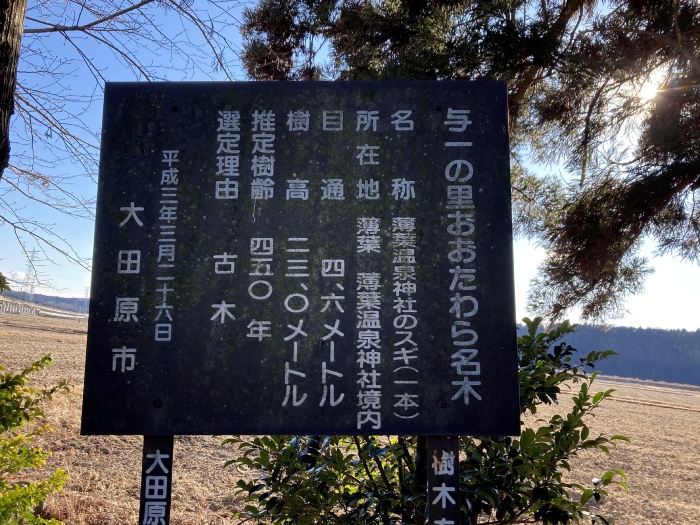 与一の里おおたわら名木
名称 薄葉温泉神社のスギ(一本)
所在地 薄葉 薄葉温泉神社境内
目通 四、六メートル
樹高 二三、〇メートル
推定樹齢 四五〇年
選定理由 古木
平成三年三月二十六日
大田原市
樹木
大田原